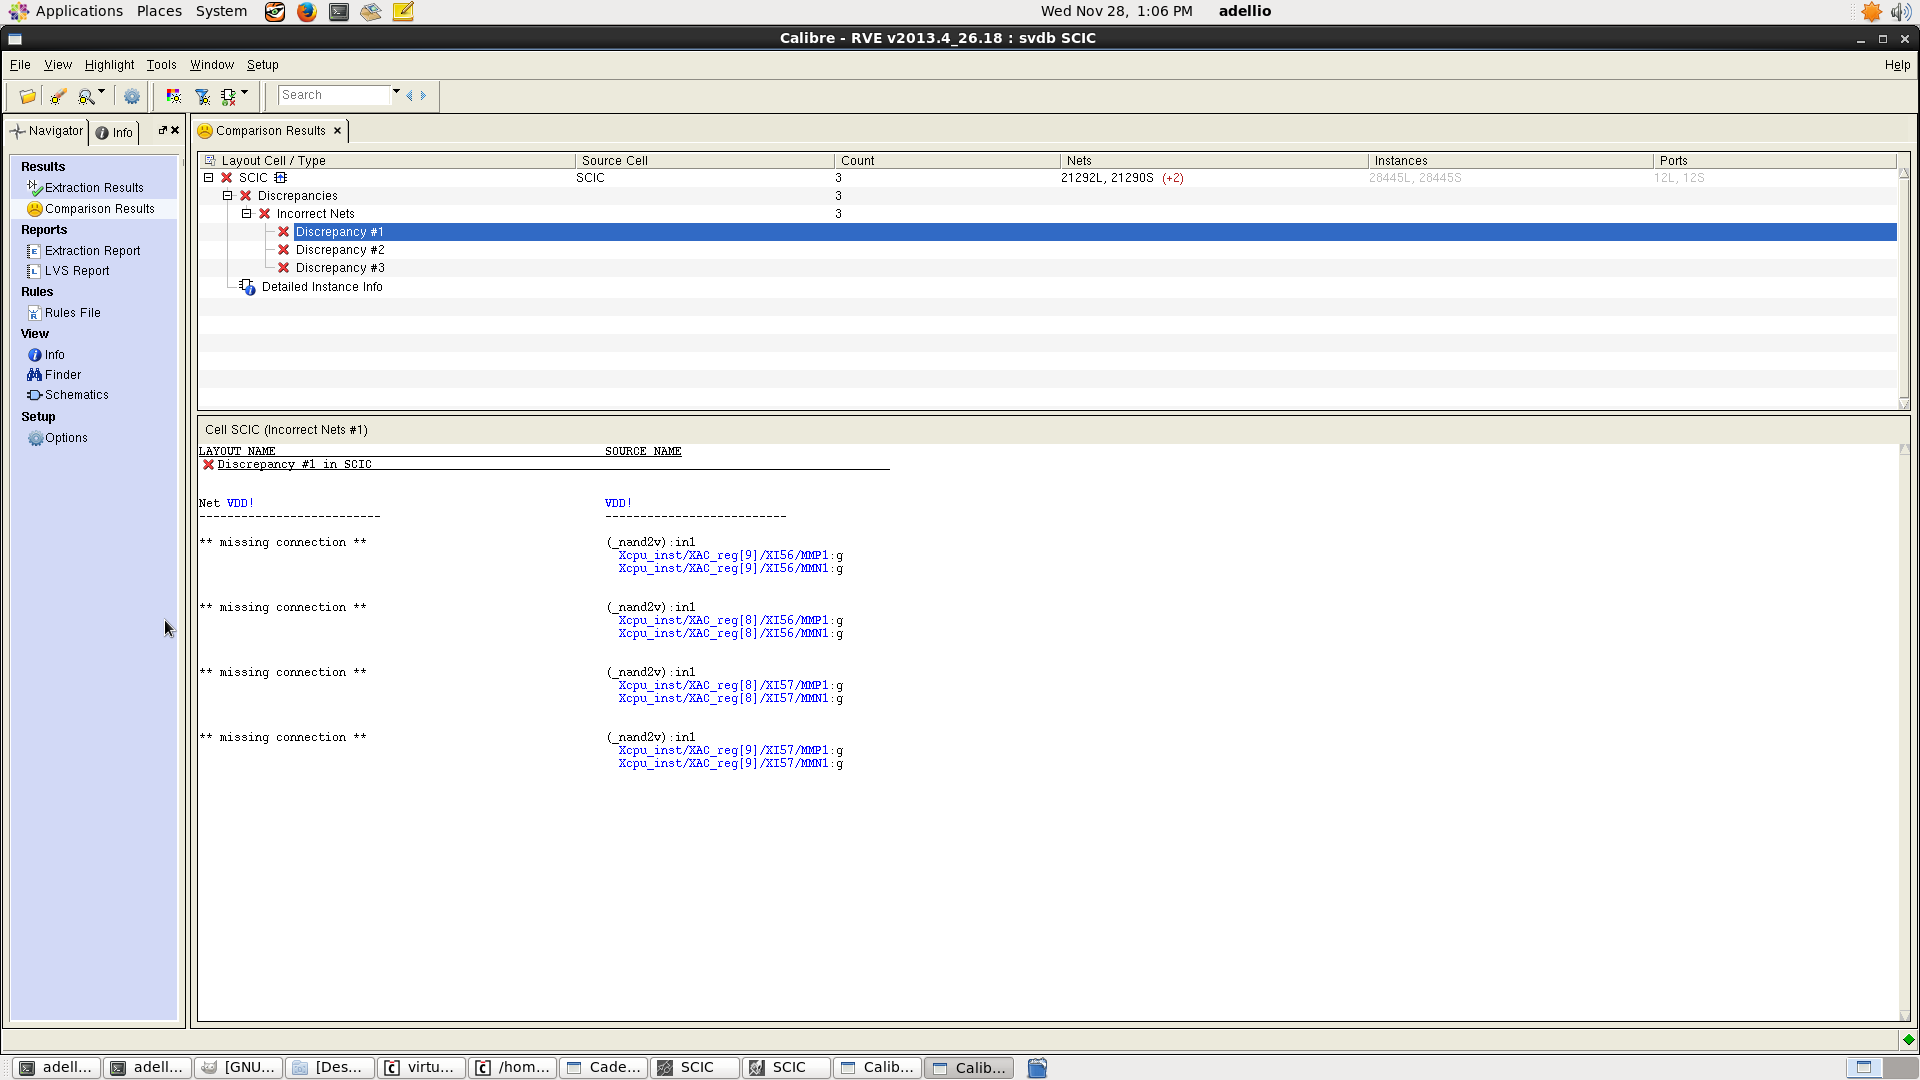 Applications Places System Wed Nov 28, 1:06 PM adellio
Calibre - RVE v2013.4_26.18 : svdb SCIC
File View Highlight Tools Window Setup Help
Search
Navigator Info Comparison Results
Results
Extraction Results
Comparison Results
Reports
Extraction Report
LVS Report
Rules
Rules File
View
Info
Finder
Schematics
Setup
Options
Layout Cell / Type Source Cell Count Nets Instances Ports
SCIC SCIC 3 21292L, 21290S (+2) 28445L, 28445S 12L, 12S
Discrepancies 3
Incorrect Nets 3
Discrepancy #1
Discrepancy #2
Discrepancy #3
Detailed Instance Info
Cell SCIC (Incorrect Nets #1)
LAYOUT NAME SOURCE NAME
Discrepancy #1 in SCIC
Net VDD! VDD!
-------------------------- --------------------------
** missing connection ** (_nand2v):in1
Xcpu_inst/XAC_reg[9]/XI56/MMP1:g
Xcpu_inst/XAC_reg[9]/XI56/MMN1:g
** missing connection ** (_nand2v):in1
Xcpu_inst/XAC_reg[8]/XI56/MMP1:g
Xcpu_inst/XAC_reg[8]/XI56/MMN1:g
** missing connection ** (_nand2v):in1
Xcpu_inst/XAC_reg[8]/XI57/MMP1:g
Xcpu_inst/XAC_reg[8]/XI57/MMN1:g
** missing connection ** (_nand2v):in1
Xcpu_inst/XAC_reg[9]/XI57/MMP1:g
Xcpu_inst/XAC_reg[9]/XI57/MMN1:g
adell... adell... [GNU... [Des... virtu... /hom... Cade... SCIC SCIC Calib... Calib...